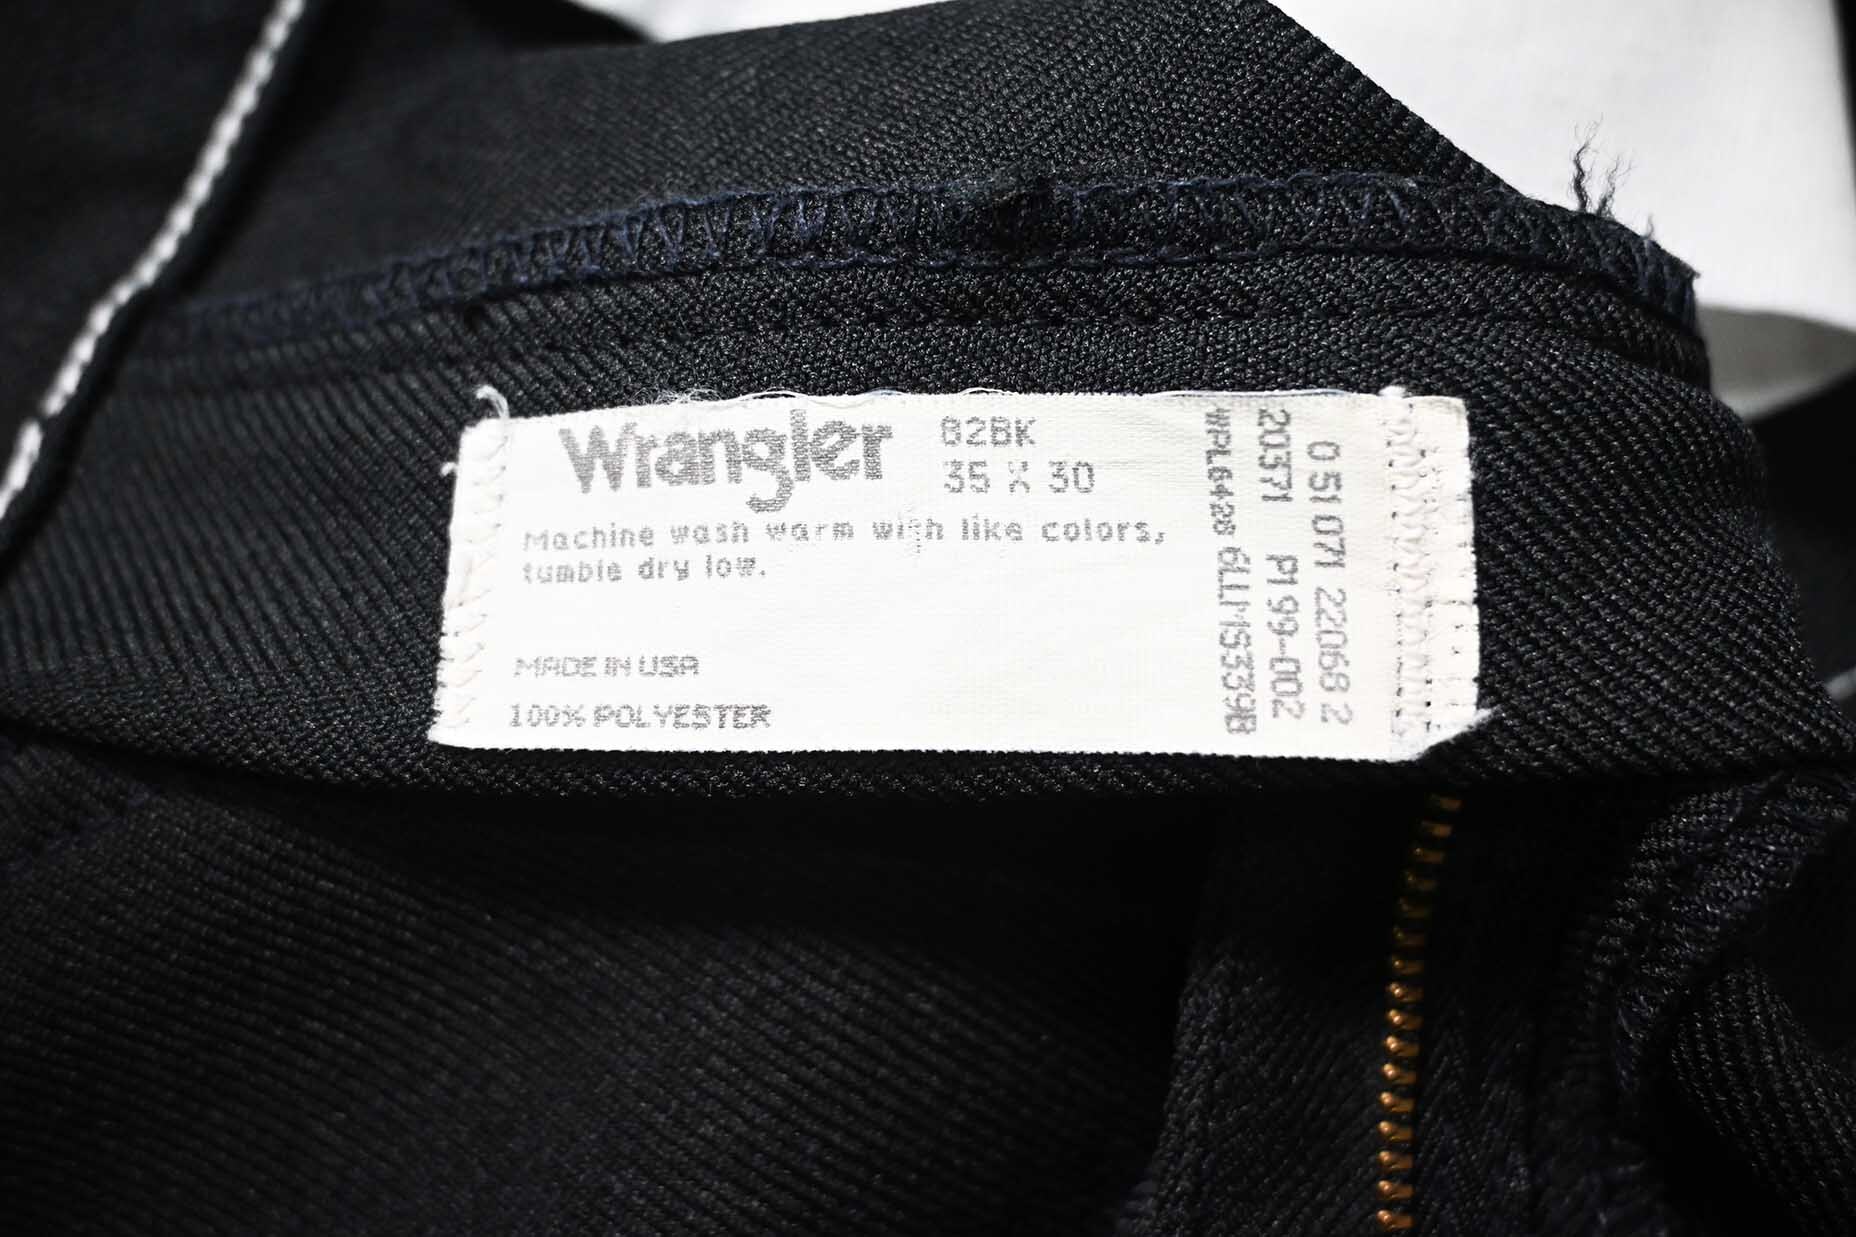 Wrangler
82BK
35 X 30
Machine wash warm with like colors,
tumble dry low.
MADE IN USA
100% POLYESTER
0 51071 22068 2
20371 P199-002
WPL6428